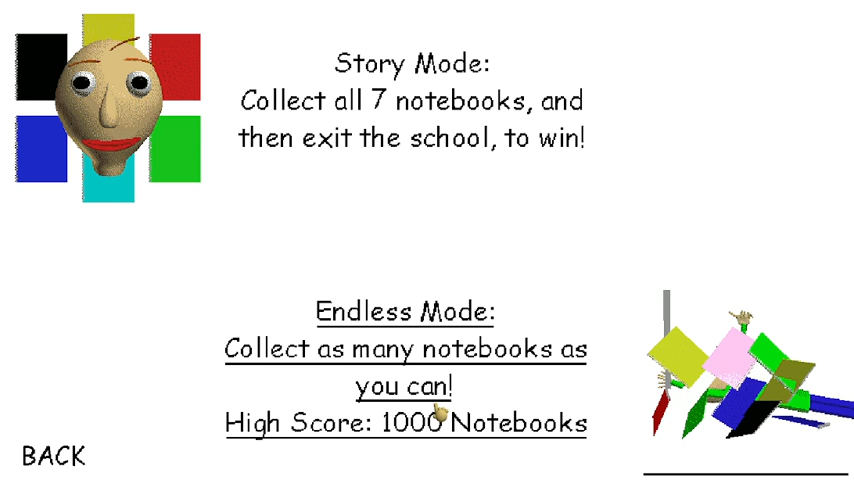 Story Mode:
Collect all 7 notebooks, and
then exit the school, to win!
Endless Mode:
Collect as many notebooks as
you can!
High Score: 1000 Notebooks
BACK